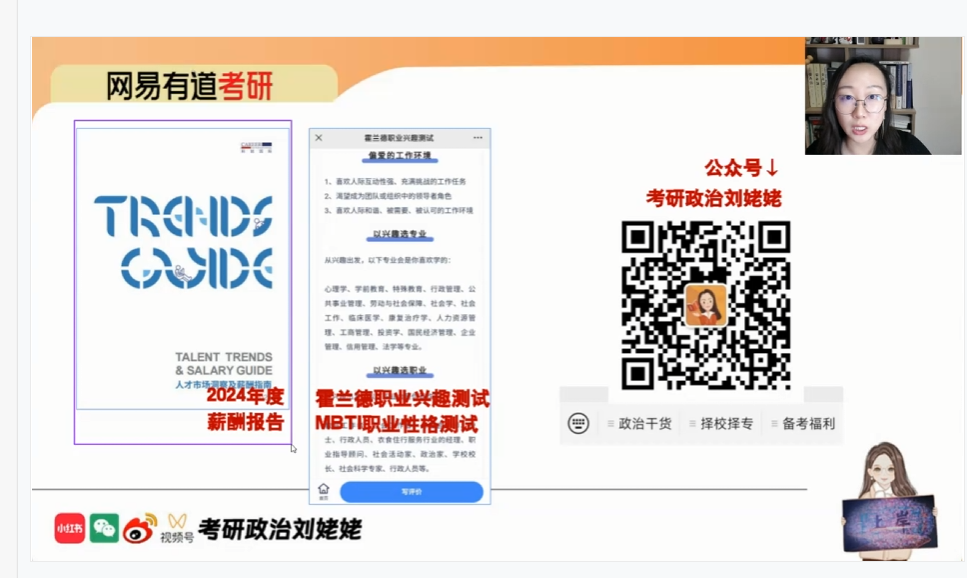 网易有道考研
TRENDS
GUIDE
TALENT TRENDS
& SALARY GUIDE
人才市场洞察及薪酬指南
2024年度
薪酬报告
霍兰德职业兴趣测试
偏爱的工作环境
1、喜欢人际互动性强、充满挑战的工作任务
2、渴望成为团队或组织中的领导者角色
3、喜欢人际和谐、被需要、被认可的工作环境
以兴趣选专业
从兴趣出发，以下专业会是你喜欢学的：
心理学、学前教育、特殊教育、行政管理、公
共事业管理、劳动与社会保障、社会学、社会
工作、临床医学、康复治疗学、人力资源管
理、工商管理、投资学、国民经济管理、企业
管理、信用管理、法学等专业。
以兴趣选职业
霍兰德职业兴趣测试
MBTI职业性格测试
士、行政人员、衣食住行服务行业的经理、职
业指导顾问、社会活动家、政治家、学校校
长、社会科学专家、行政人员等。
首页
写评价
公众号↓
考研政治刘姥姥
政治干货
择校择专
备考福利
小红书
视频号
考研政治刘姥姥
上岸